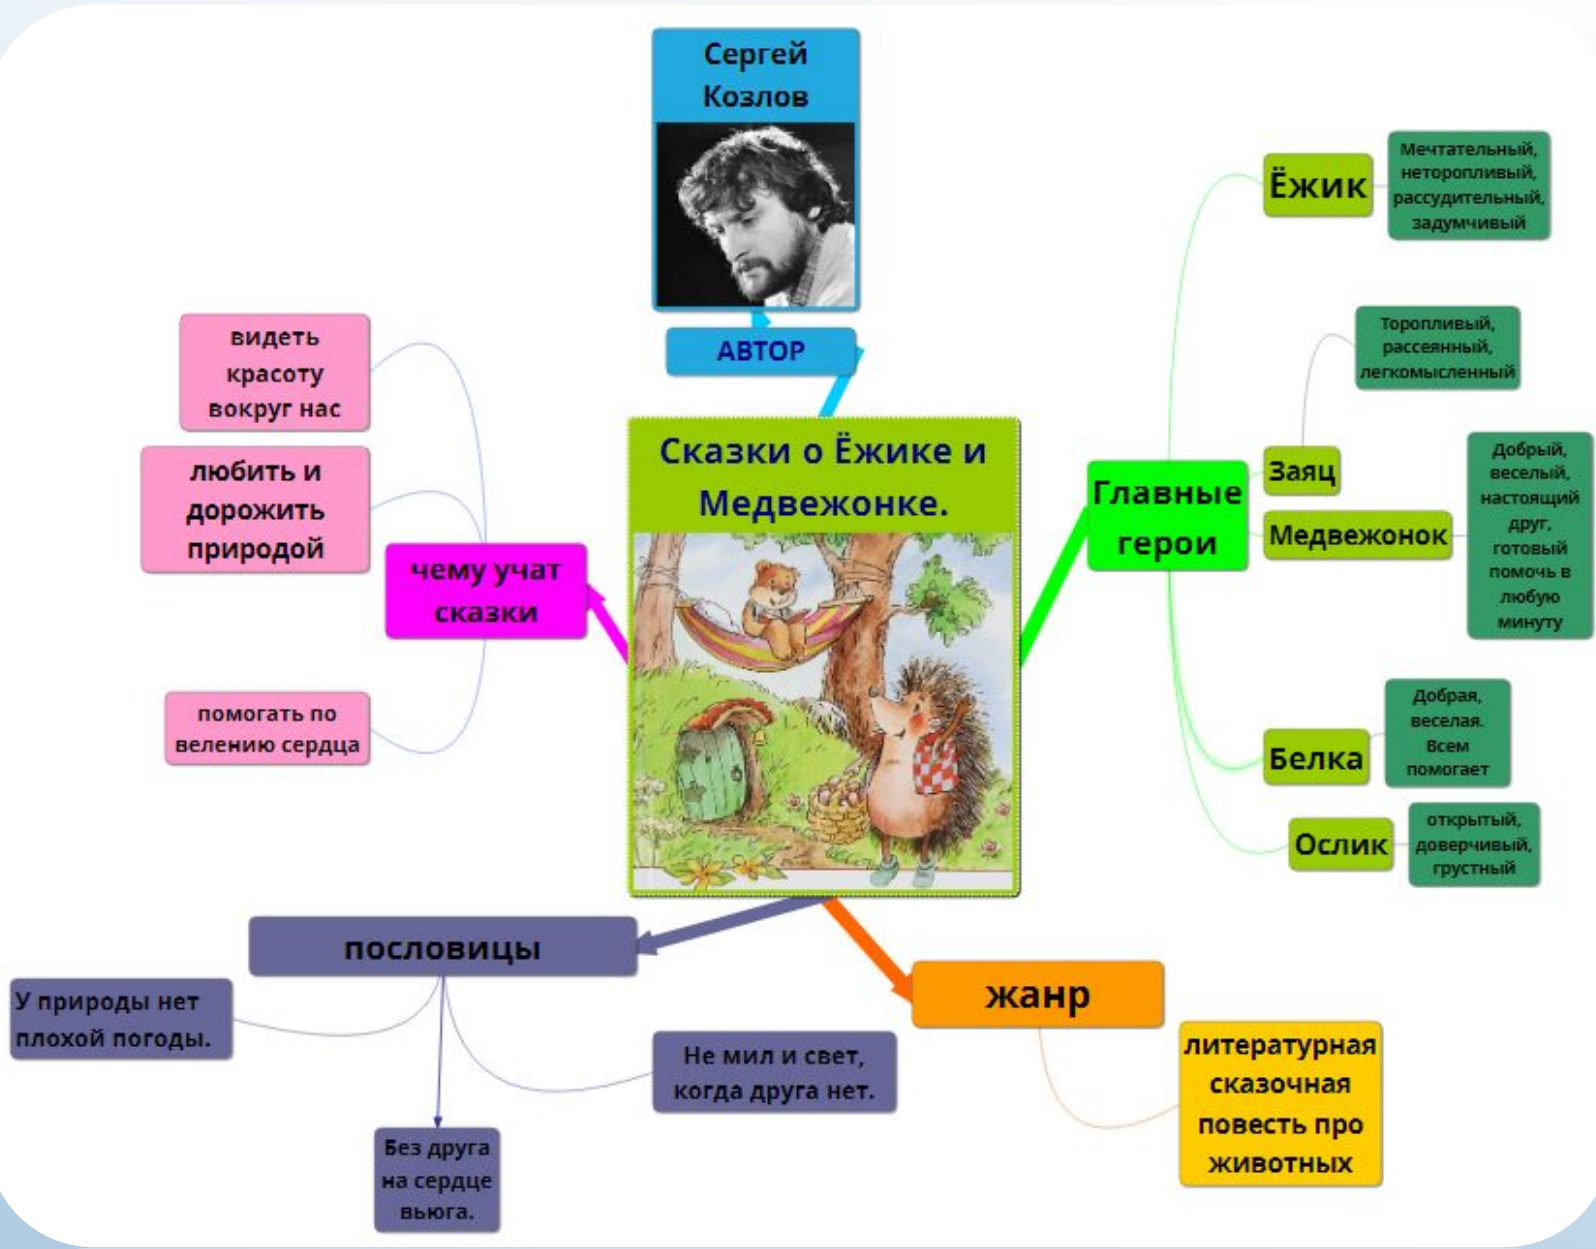 Сергей
Козлов
АВТОР
Сказки о Ёжике и
Медвежонке.
Главные
герои
Ёжик
Мечтательный,
неторопливый,
рассудительный,
задумчивый
Заяц
Торопливый,
рассеянный,
легкомысленный
Медвежонок
Добрый,
веселый,
настоящий
друг,
готовый
помочь в
любую
минуту
Белка
Добрая,
веселая.
Всем
помогает
Ослик
открытый,
доверчивый,
грустный
чему учат
сказки
видеть
красоту
вокруг нас
любить и
дорожить
природой
помогать по
велению сердца
пословицы
У природы нет
плохой погоды.
Без друга
на сердце
вьюга.
Не мил и свет,
когда друга нет.
жанр
литературная
сказочная
повесть про
животных